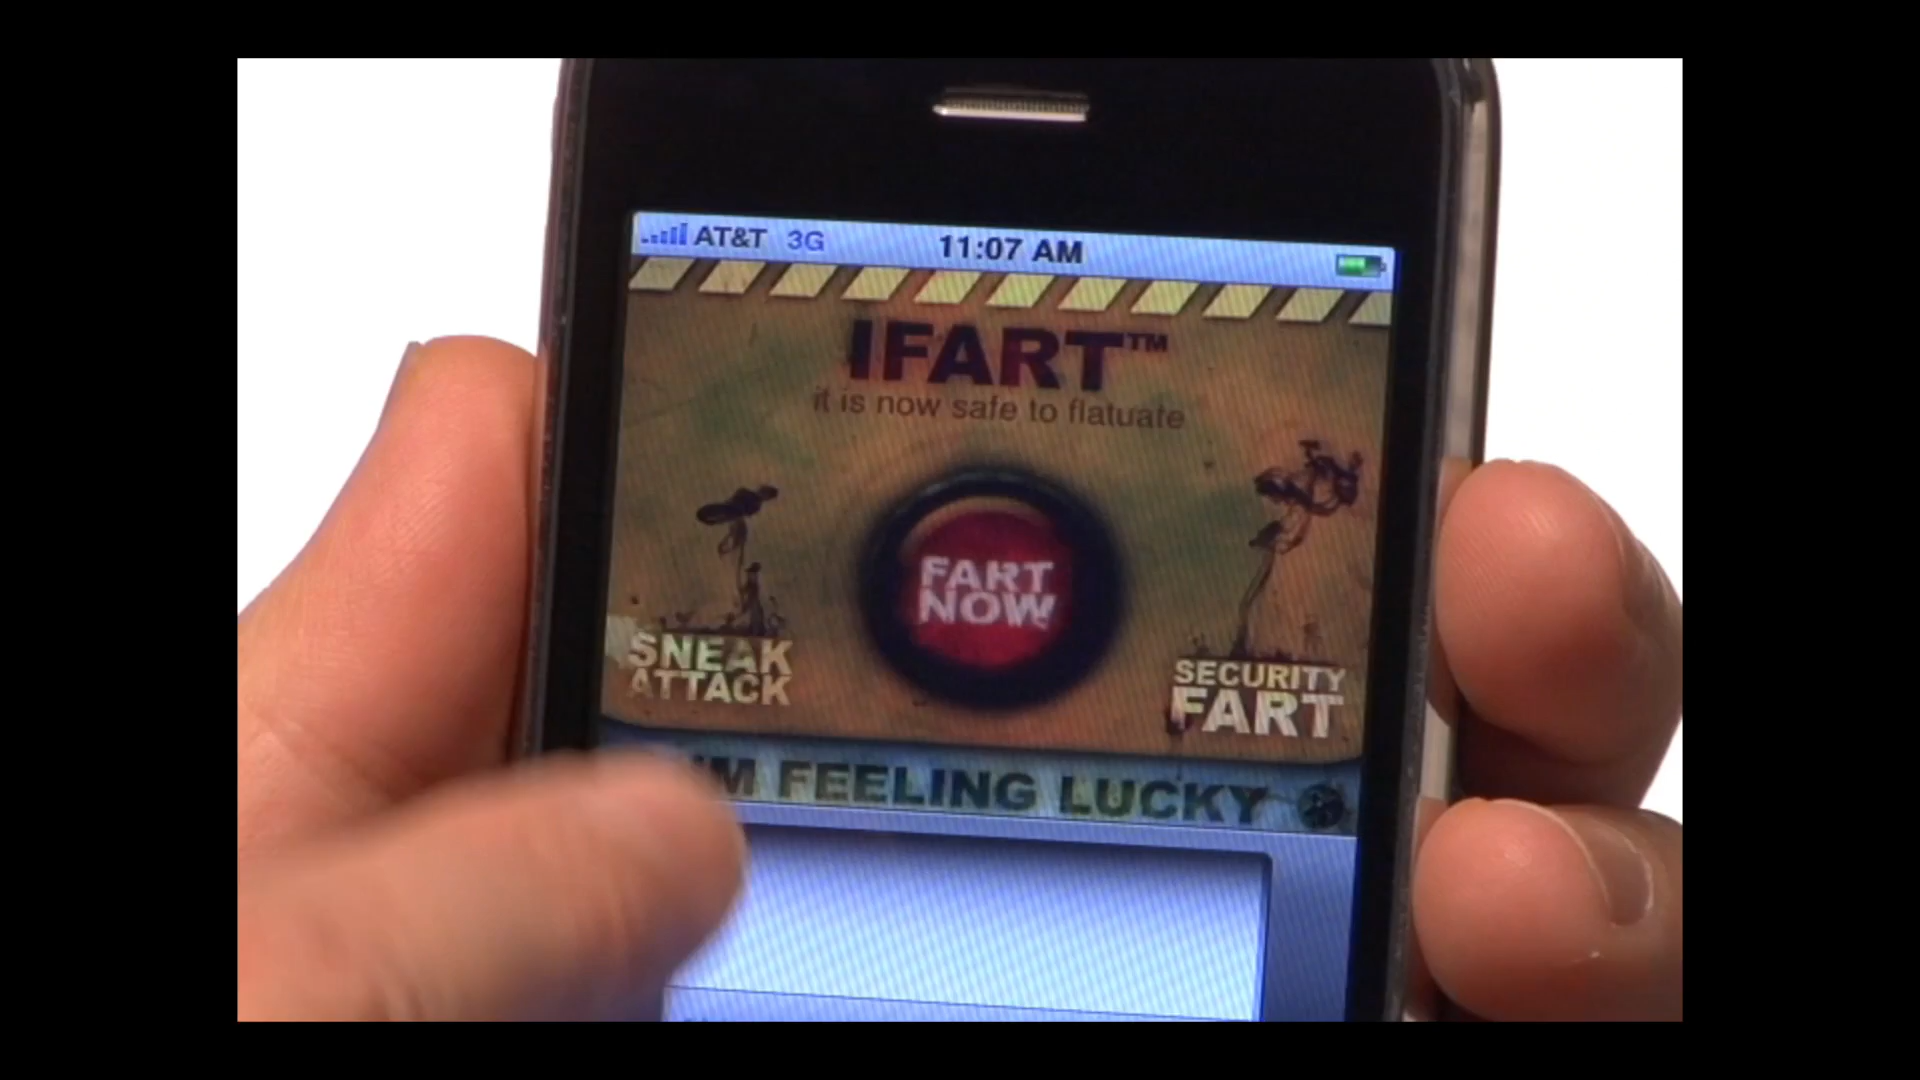 AT&T 3G 11:07 AM
IFART™
it is now safe to flatuate
FART
NOW
SNEAK
ATTACK
SECURITY
FART
I'M FEELING LUCKY